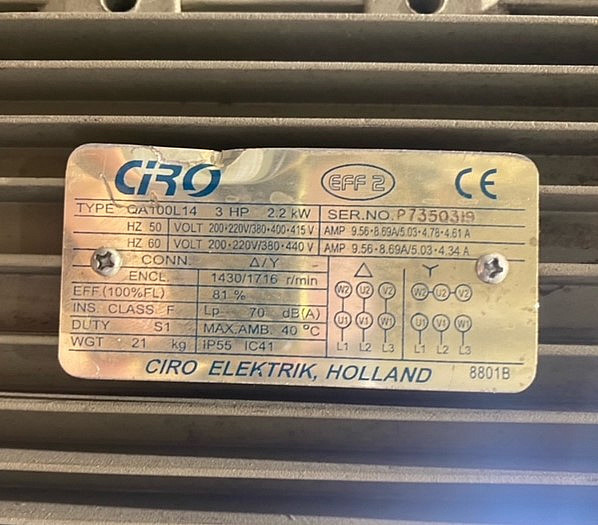 CIRO EFF 2 CE
TYPE QA100L14 3 HP 2.2 kW SER.NO. P7350319
HZ 50 VOLT 200-220V/380-400-415 V AMP 9.56-8.69A/5.03-4.78-4.61 A
HZ 60 VOLT 200-220V/380-440 V AMP 9.56-8.69A/5.03-4.34 A
CONN. Δ/Y Δ Y
ENCL. 1430/1716 r/min W2 U2 V2 W2 U2 V2
EFF.(100%FL) 81 %
INS. CLASS F Lp 70 dB(A) U1 V1 W1 U1 V1 W1
DUTY S1 MAX.AMB. 40 °C L1 L2 L3 L1 L2 L3
WGT 21 kg IP55 IC41
CIRO ELEKTRIK, HOLLAND 8801B